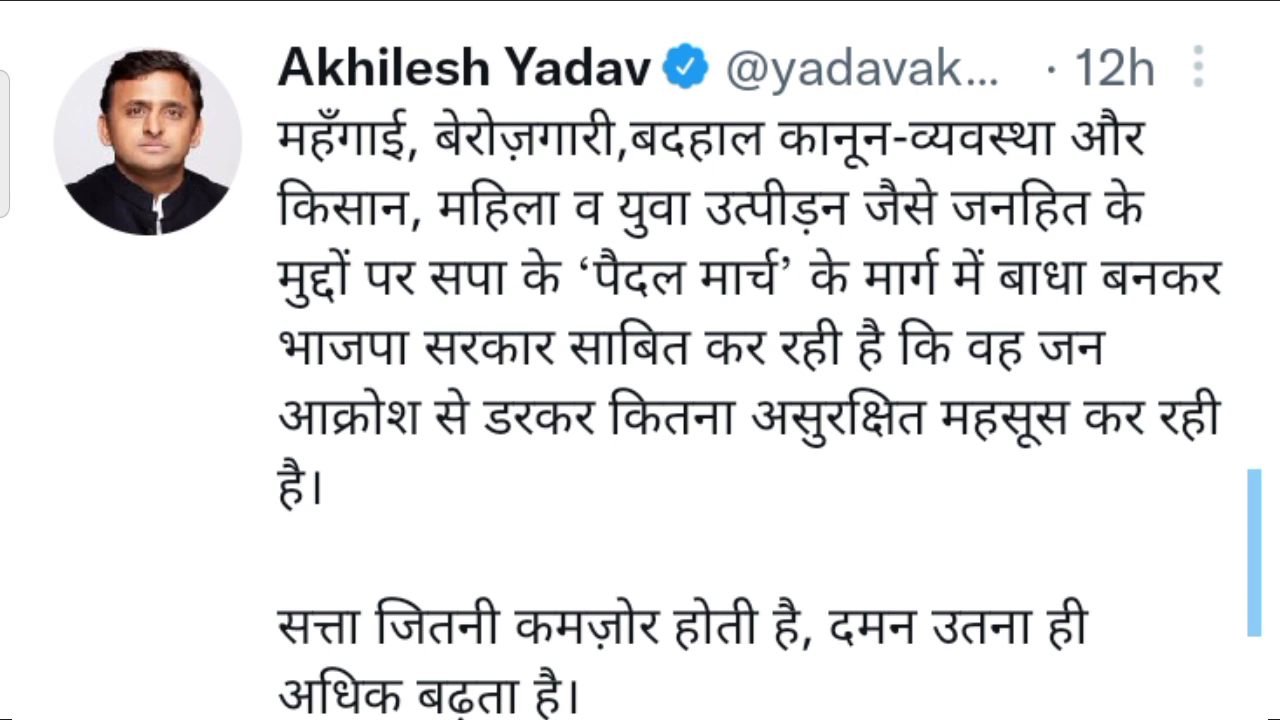 Akhilesh Yadav @yadavak... · 12h
महँगाई, बेरोज़गारी,बदहाल कानून-व्यवस्था और
किसान, महिला व युवा उत्पीड़न जैसे जनहित के
मुद्दों पर सपा के ‘पैदल मार्च’ के मार्ग में बाधा बनकर
भाजपा सरकार साबित कर रही है कि वह जन
आक्रोश से डरकर कितना असुरक्षित महसूस कर रही
है।
सत्ता जितनी कमज़ोर होती है, दमन उतना ही
अधिक बढ़ता है।